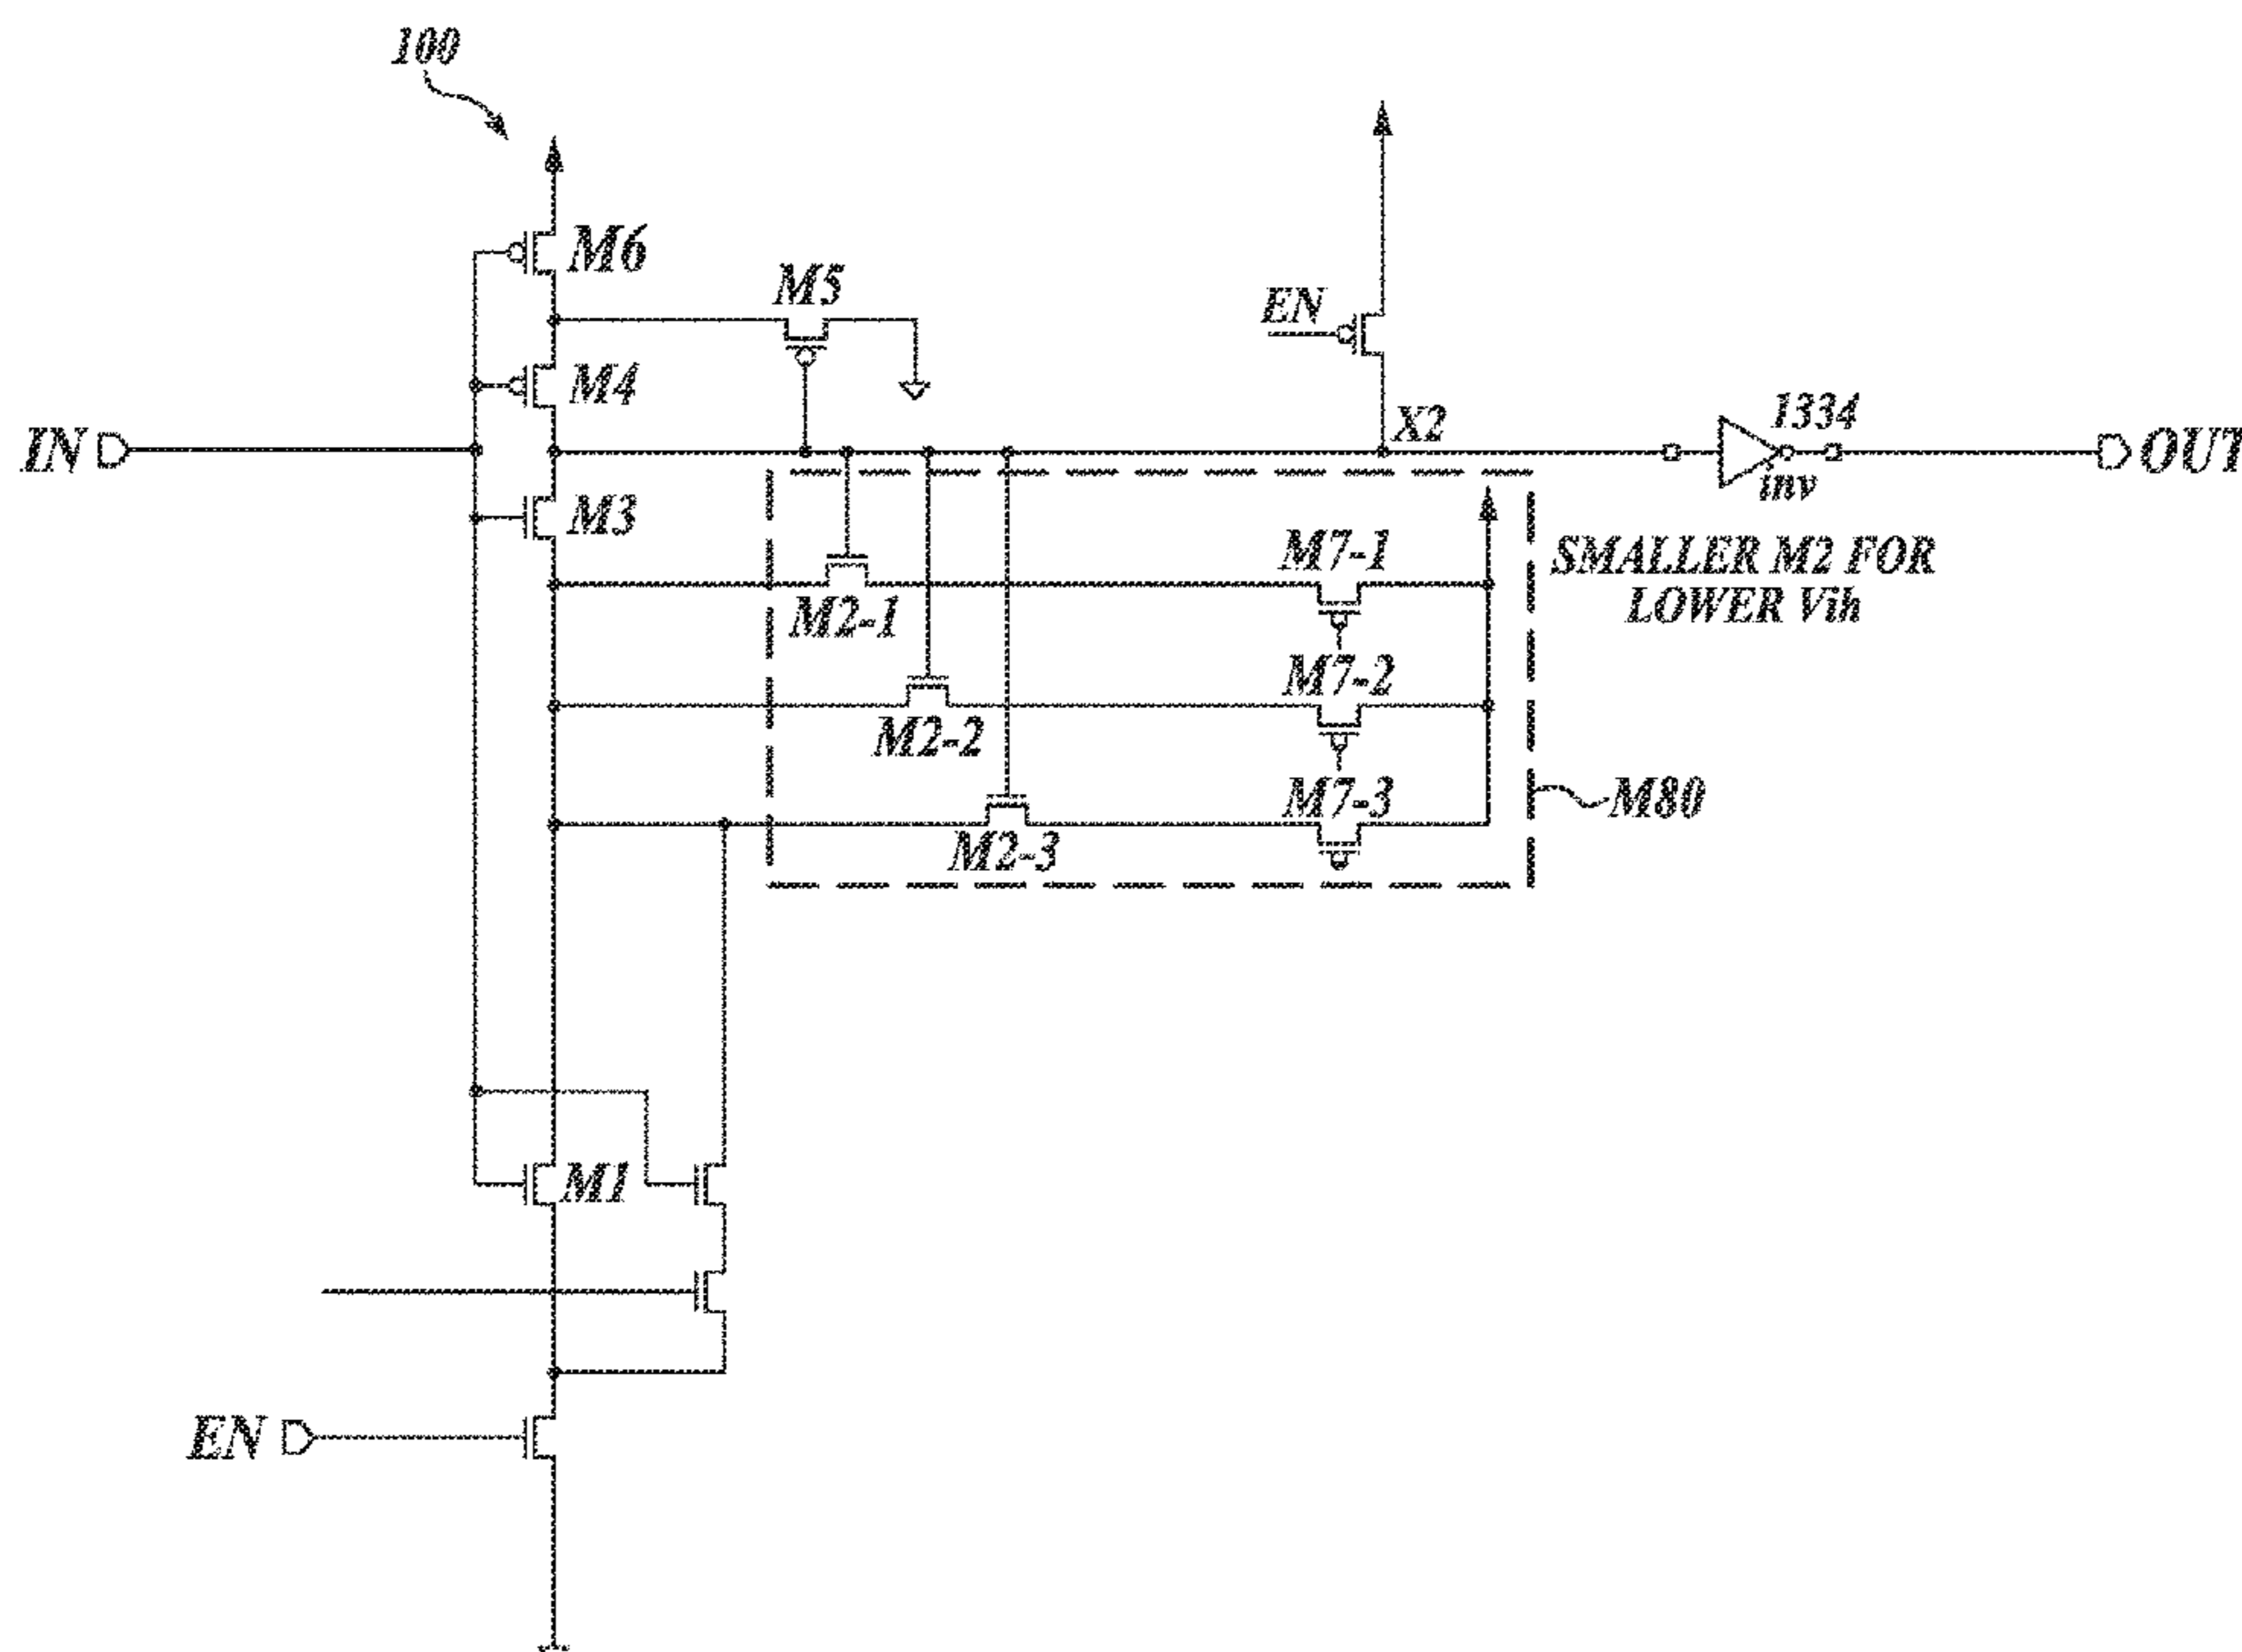 100
M6
M5
EN
M4
X2
1334
IN
OUT
inv
M3
M7-1
SMALLER M2 FOR
LOWER Vih
M2-1
M7-2
M2-2
M7-3
M80
M2-3
M1
EN